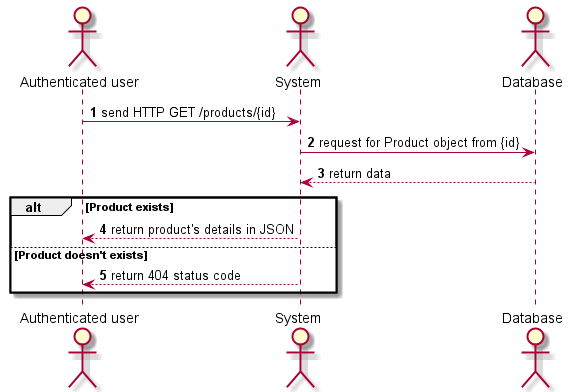 Authenticated user System Database
1 send HTTP GET /products/{id}
2 request for Product object from {id}
3 return data
alt [Product exists]
4 return product's details in JSON
[Product doesn't exists]
5 return 404 status code
Authenticated user System Database